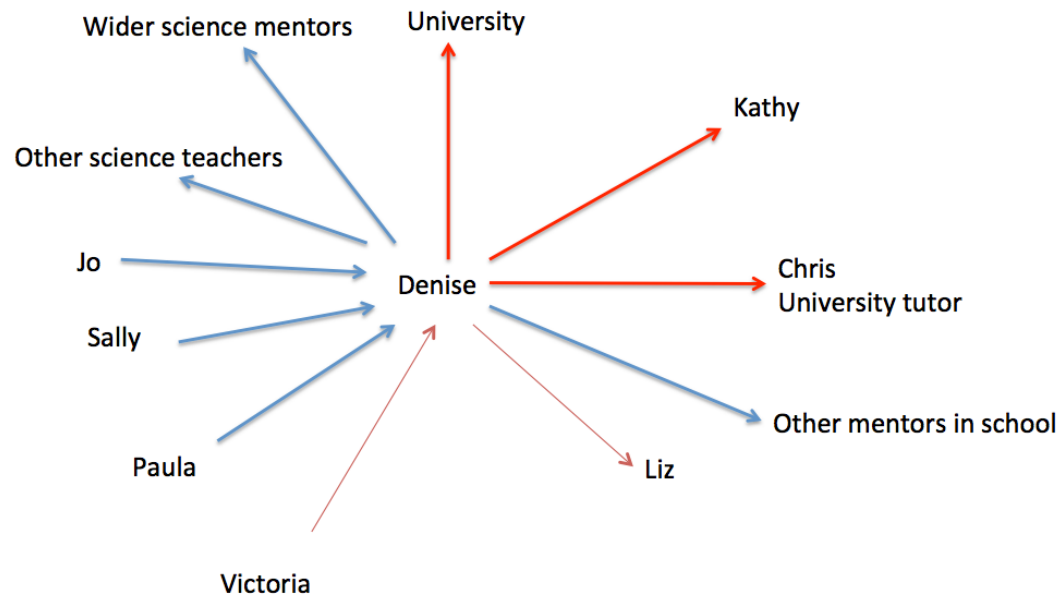 Wider science mentors
University
Kathy
Other science teachers
Jo
Denise
Chris
University tutor
Sally
Other mentors in school
Paula
Liz
Victoria